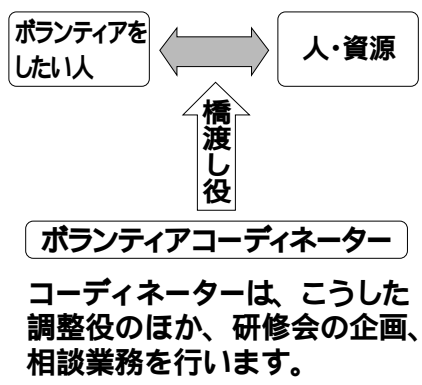 ボランティアを
したい人
人・資源
橋渡し役
ボランティアコーディネーター
コーディネーターは、こうした
調整役のほか、研修会の企画、
相談業務を行います。